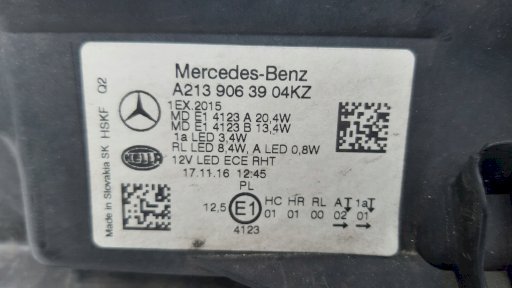 Mercedes-Benz
A213 906 39 04KZ
1EX.2015
MD E1 4123 A 20,4W
MD E1 4123 B 13,4W
1a LED 3,4W
RL LED 8,4W, A LED 0,8W
12V LED ECE RHT
17.11.16 12:45
PL
12,5 E1 HC HR RL A 1a
01 01 00 02 01
4123
Made in Slovakia SK HSKF Q2